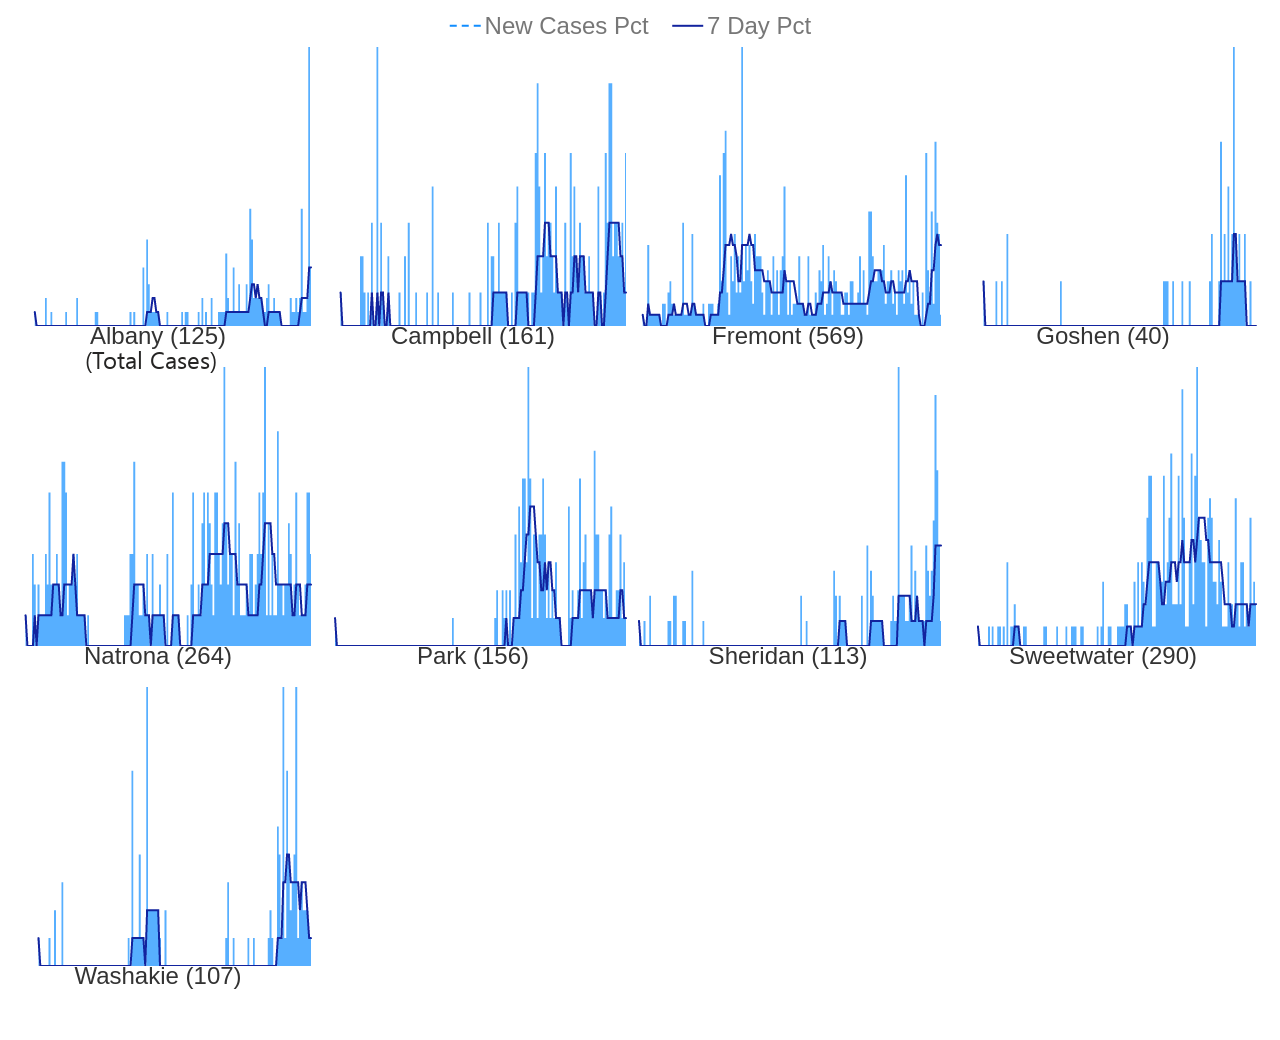 New Cases Pct 7 Day Pct
Albany (125) Campbell (161) Fremont (569) Goshen (40)
(Total Cases)
Natrona (264) Park (156) Sheridan (113) Sweetwater (290)
Washakie (107)